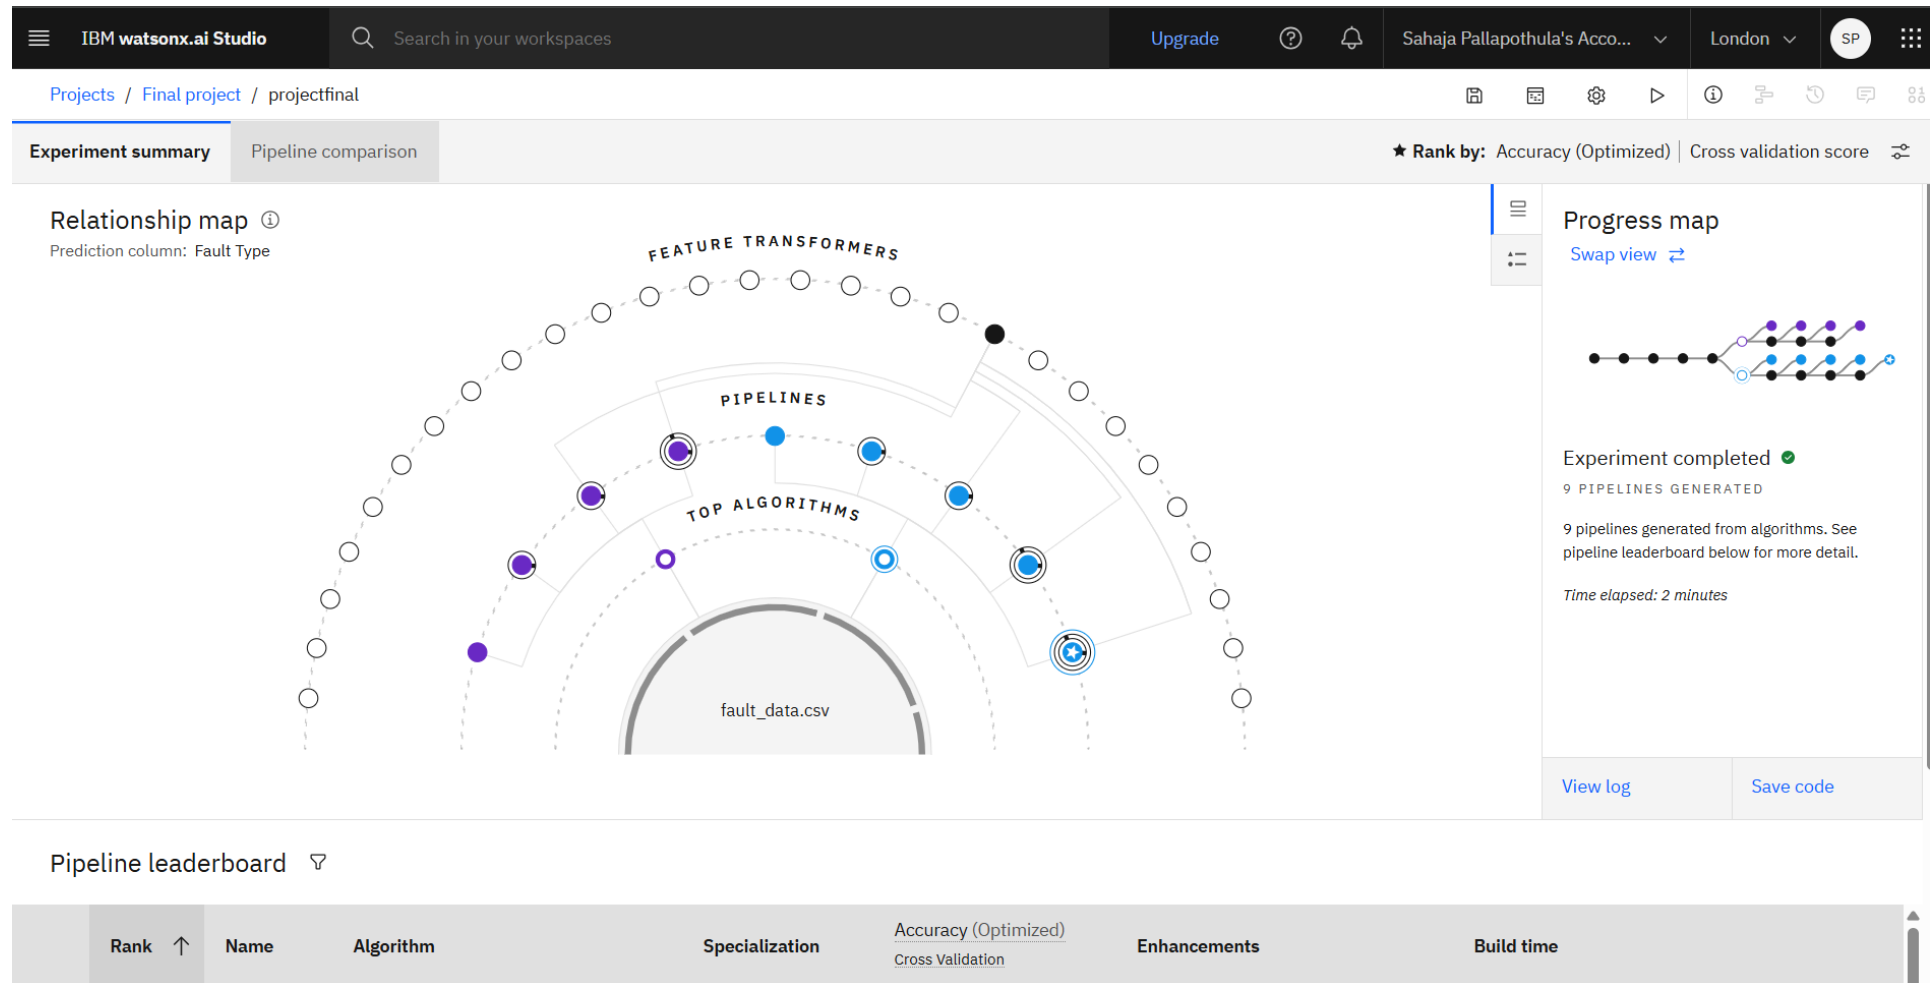 IBM watsonx.ai Studio
Search in your workspaces
Upgrade
Sahaja Pallapothula's Acco...
London
SP
Projects / Final project / projectfinal
Experiment summary
Pipeline comparison
Rank by: Accuracy (Optimized) | Cross validation score
Relationship map
Prediction column: Fault Type
FEATURE TRANSFORMERS
PIPELINES
TOP ALGORITHMS
fault_data.csv
Progress map
Swap view
Experiment completed
9 PIPELINES GENERATED
9 pipelines generated from algorithms. See
pipeline leaderboard below for more detail.
Time elapsed: 2 minutes
View log
Save code
Pipeline leaderboard
Rank
Name
Algorithm
Specialization
Accuracy (Optimized)
Cross Validation
Enhancements
Build time